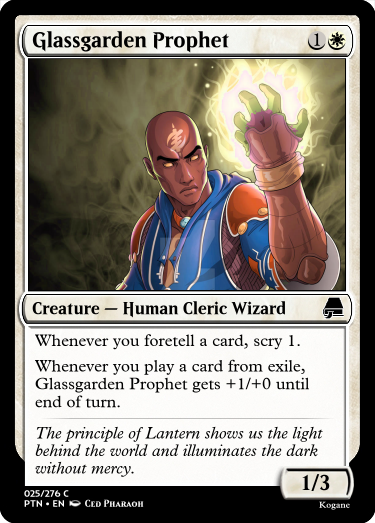 Glassgarden Prophet 1
Creature — Human Cleric Wizard
Whenever you foretell a card, scry 1.
Whenever you play a card from exile,
Glassgarden Prophet gets +1/+0 until
end of turn.
The principle of Lantern shows us the light
behind the world and illuminates the dark
without mercy.
1/3
025/276 C
PTN • EN Ced Pharaoh
Kogane